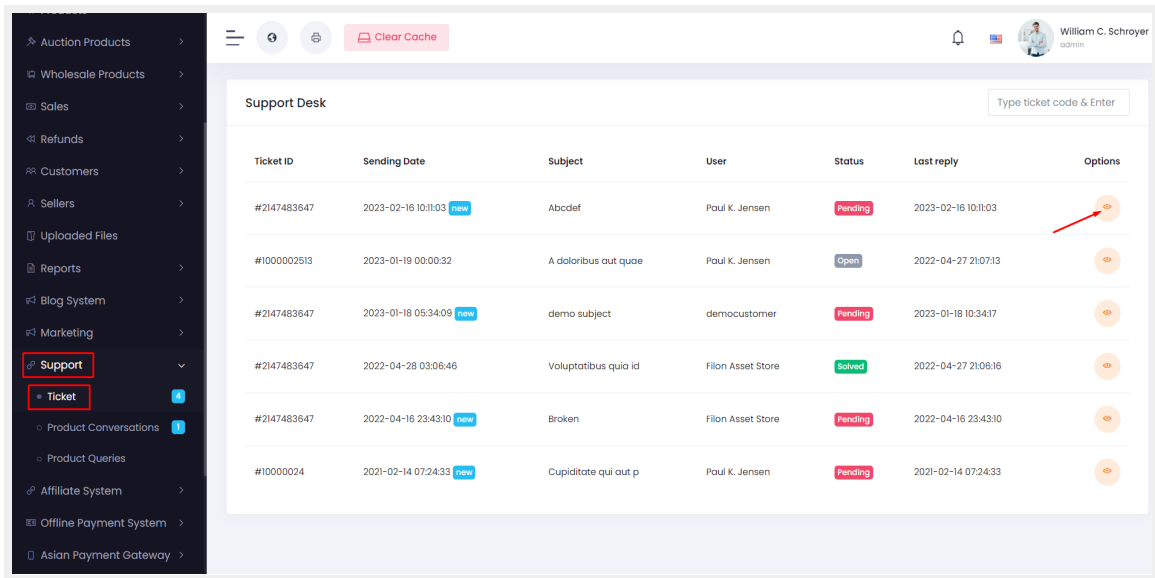 Auction Products
Wholesale Products
Sales
Refunds
Customers
Sellers
Uploaded Files
Reports
Blog System
Marketing
Support
Ticket 4
Product Conversations 1
Product Queries
Affiliate System
Offline Payment System
Asian Payment Gateway
Clear Cache
William C. Schroyer
admin
Support Desk
Type ticket code & Enter
Ticket ID Sending Date Subject User Status Last reply Options
#2147483647 2023-02-16 10:11:03 new Abcdef Paul K. Jensen Pending 2023-02-16 10:11:03
#1000002513 2023-01-19 00:00:32 A doloribus aut quae Paul K. Jensen Open 2022-04-27 21:07:13
#2147483647 2023-01-18 05:34:09 new demo subject democustomer Pending 2023-01-18 10:34:17
#2147483647 2022-04-28 03:06:46 Voluptatibus quia id Filon Asset Store Solved 2022-04-27 21:06:16
#2147483647 2022-04-16 23:43:10 new Broken Filon Asset Store Pending 2022-04-16 23:43:10
#10000024 2021-02-14 07:24:33 new Cupiditate qui aut p Paul K. Jensen Pending 2021-02-14 07:24:33